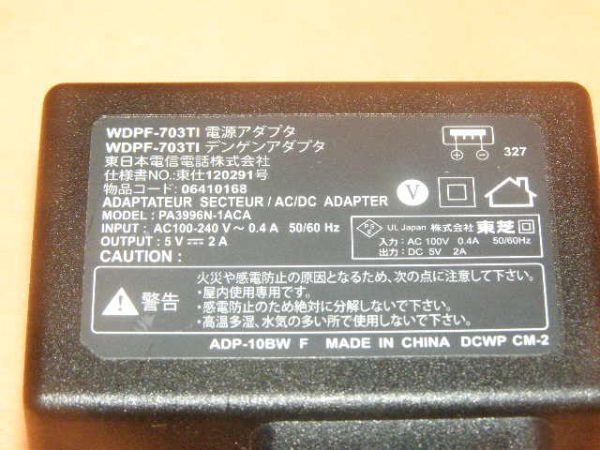 WDPF-703TI 電源アダプタ
WDPF-703TI デンゲンアダプタ
東日本電信電話株式会社
仕様書NO.:東仕120291号
物品コード: 06410168
ADAPTATEUR SECTEUR / AC/DC ADAPTER
MODEL : PA3996N-1ACA
INPUT : AC100-240 V～ 0.4 A 50/60 Hz
OUTPUT : 5 V⎓ 2 A
CAUTION :
327
V
UL Japan 株式会社 東芝
入力 : AC 100V 0.4A 50/60Hz
出力 : DC 5V 2A
警告
火災や感電防止の原因となるため、次の点に注意して下さい。
・屋内使用専用です。
・感電防止のため絶対に分解しないで下さい。
・高温多湿、水気の多い所で使用しないで下さい。
ADP-10BW F MADE IN CHINA DCWP CM-2